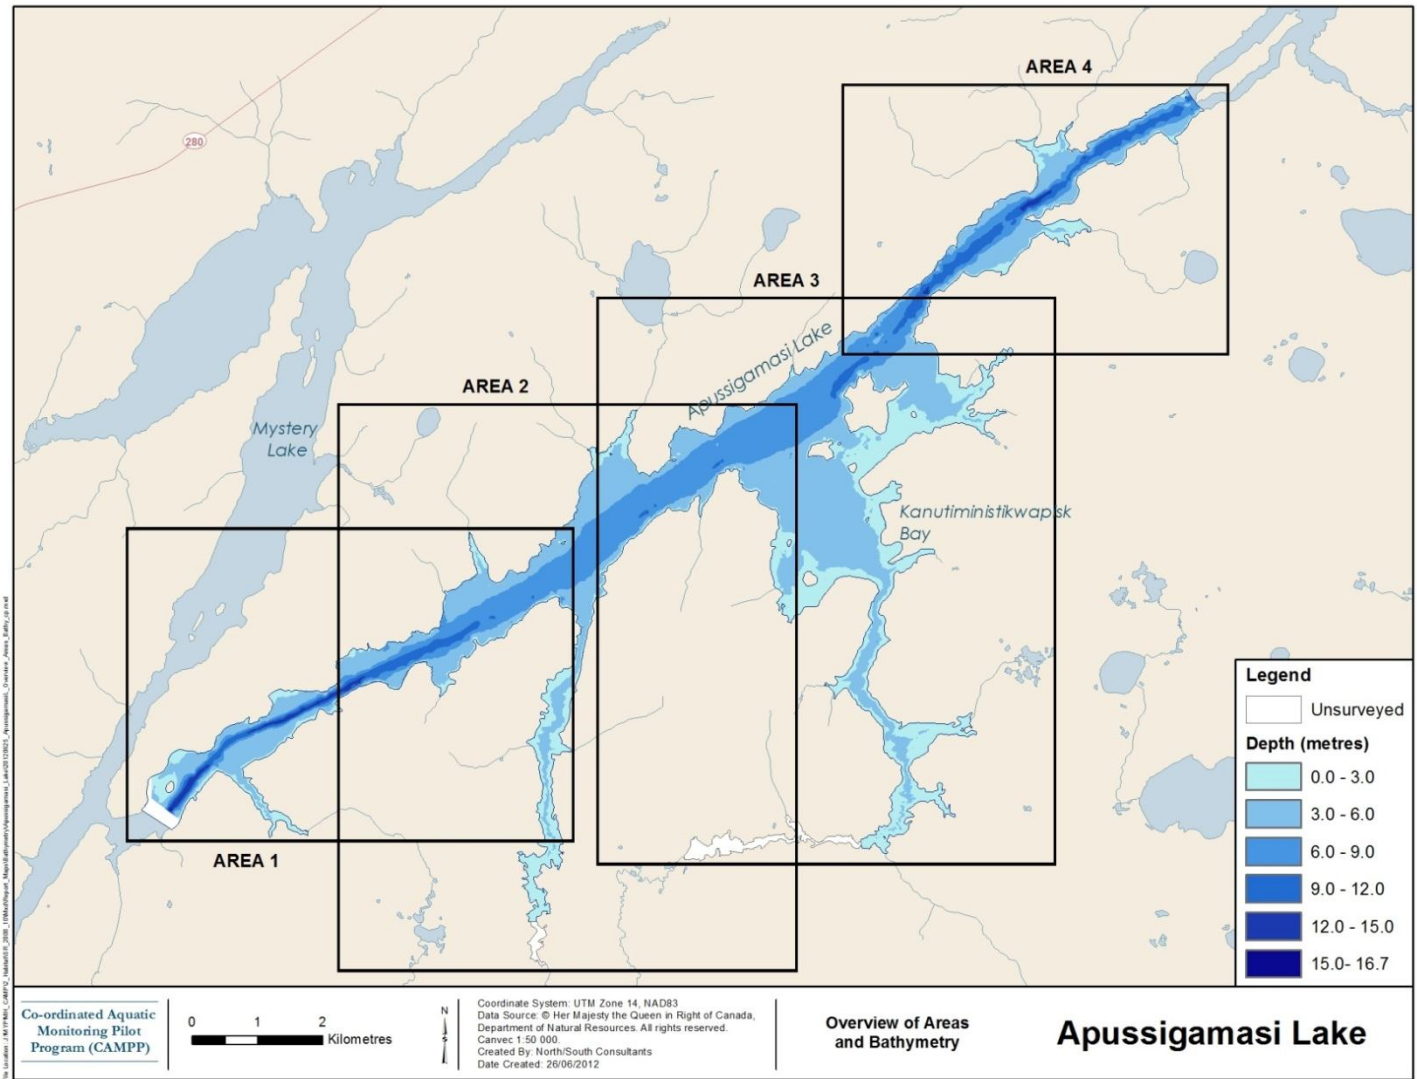 AREA 4
280
AREA 3
Apussigamasi Lake
AREA 2
Mystery
Lake
Kanutiministikwapisk
Bay
AREA 1
Legend
Unsurveyed
Depth (metres)
0.0 - 3.0
3.0 - 6.0
6.0 - 9.0
9.0 - 12.0
12.0 - 15.0
15.0- 16.7
Co-ordinated Aquatic
Monitoring Pilot
Program (CAMPP)
0 1 2
Kilometres
N
Coordinate System: UTM Zone 14, NAD83
Data Source: © Her Majesty the Queen in Right of Canada,
Department of Natural Resources. All rights reserved.
Canvec 1:50 000.
Created By: North/South Consultants
Date Created: 26/06/2012
Overview of Areas
and Bathymetry
Apussigamasi Lake